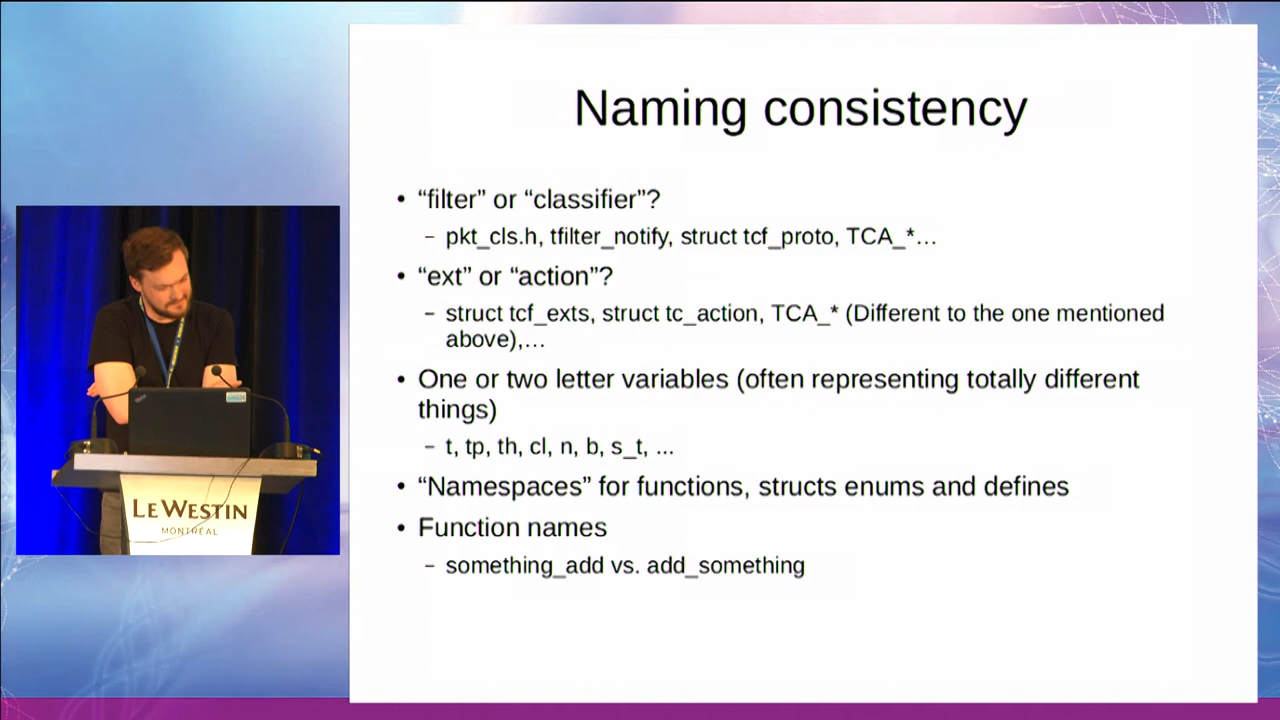 Naming consistency
• “filter” or “classifier”?
– pkt_cls.h, tfilter_notify, struct tcf_proto, TCA_*…
• “ext” or “action”?
– struct tcf_exts, struct tc_action, TCA_* (Different to the one mentioned
above),…
• One or two letter variables (often representing totally different
things)
– t, tp, th, cl, n, b, s_t, ...
• “Namespaces” for functions, structs enums and defines
• Function names
– something_add vs. add_something
LE WESTIN
MONTRÉAL